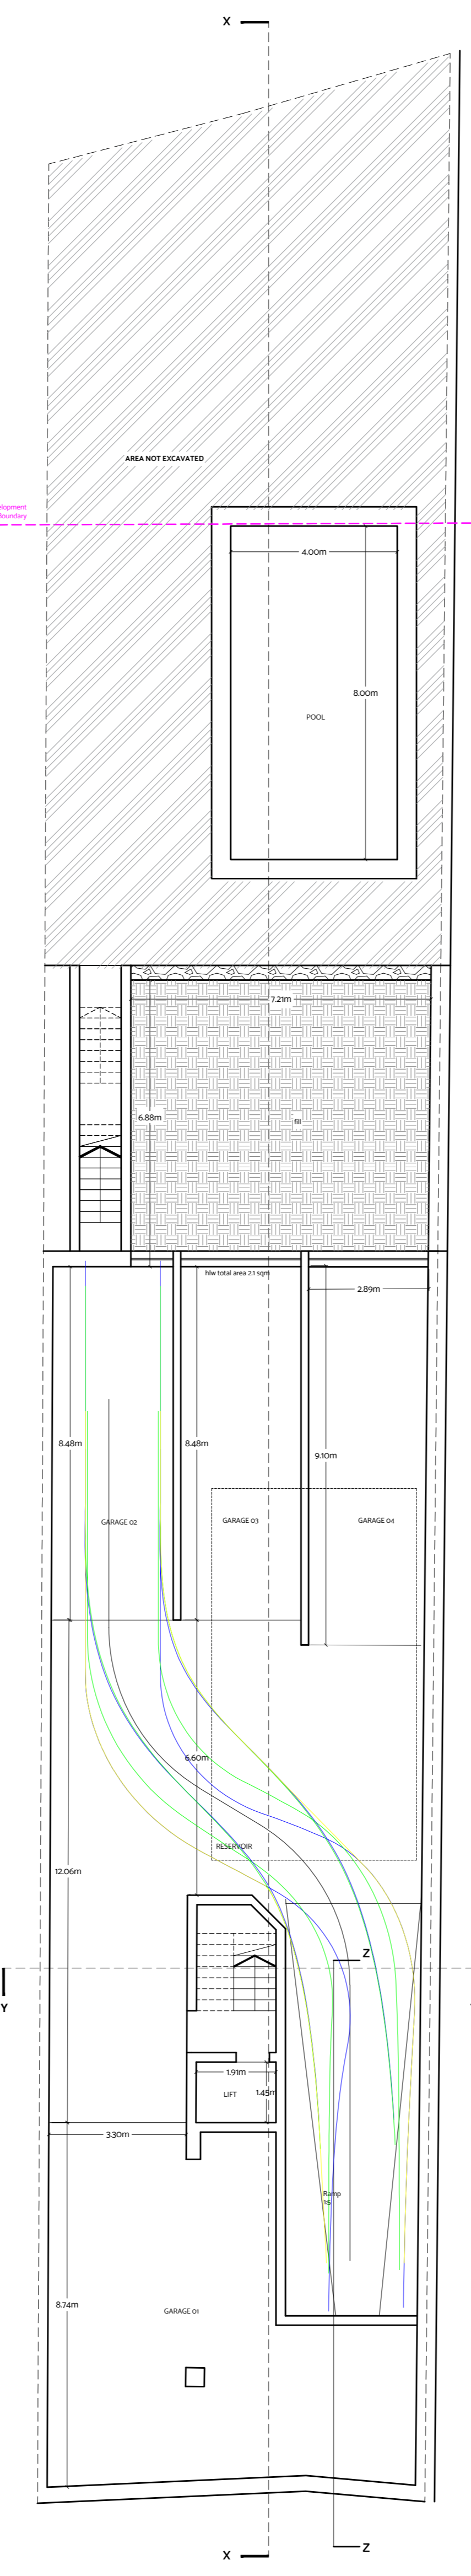 X
AREA NOT EXCAVATED
elopment
oundary
4.00m
8.00m
POOL
7.21m
6.88m
fill
hlw total area 2.1 sqm
2.89m
8.48m
8.48m
9.10m
GARAGE 02
GARAGE 03
GARAGE 04
6.60m
RESERVOIR
12.06m
Z
Y
1.91m
LIFT
1.45m
3.30m
Ramp
15
8.74m
GARAGE 01
Z
X